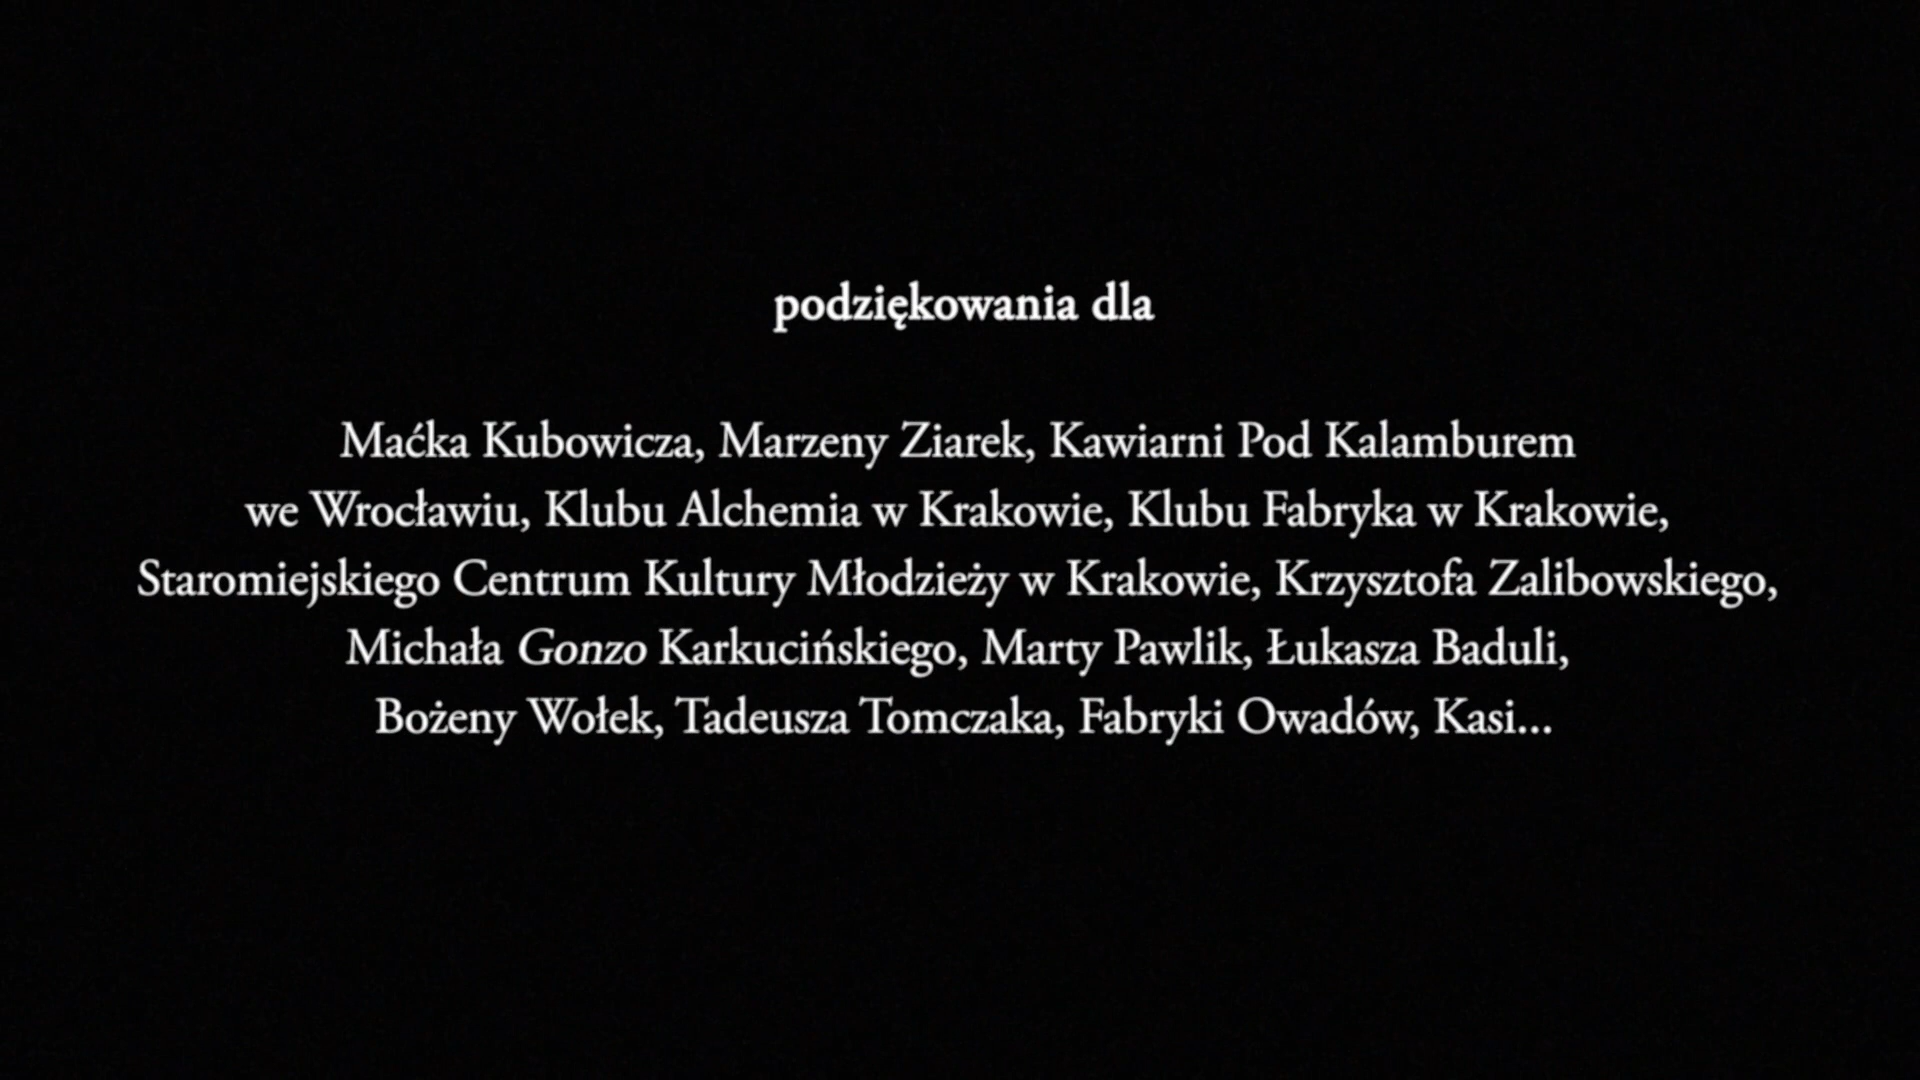 podziękowania dla
Maćka Kubowicza, Marzeny Ziarek, Kawiarni Pod Kalamburem
we Wrocławiu, Klubu Alchemia w Krakowie, Klubu Fabryka w Krakowie,
Staromiejskiego Centrum Kultury Młodzieży w Krakowie, Krzysztofa Zalibowskiego,
Michała Gonzo Karkucińskiego, Marty Pawlik, Łukasza Baduli,
Bożeny Wołek, Tadeusza Tomczaka, Fabryki Owadów, Kasi...